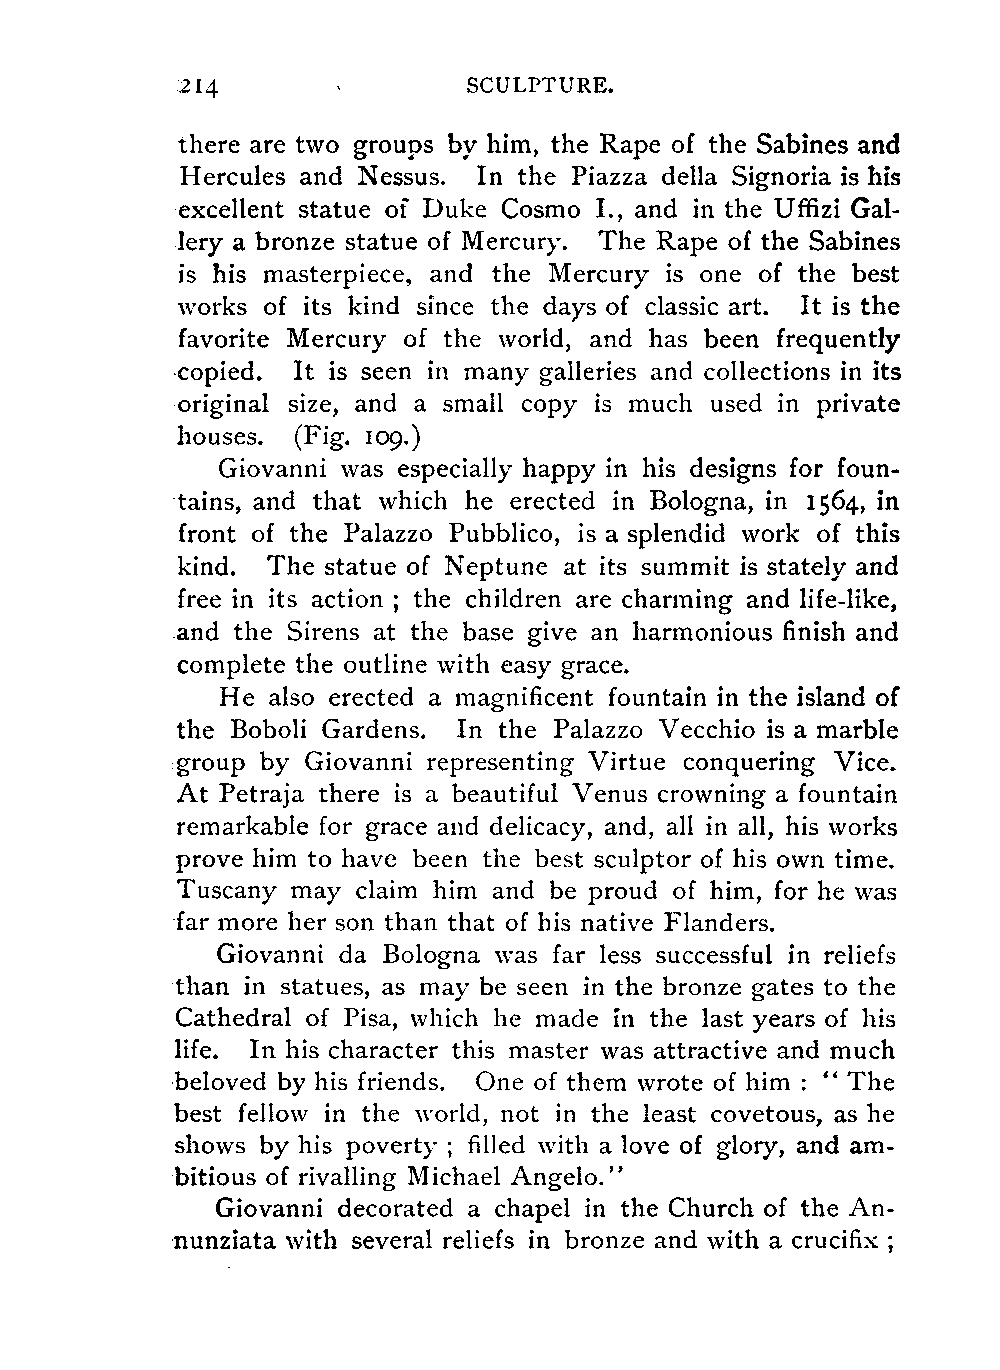 214 SCULPTURE.
there are two groups by him, the Rape of the Sabines and
Hercules and Nessus. In the Piazza della Signoria is his
excellent statue of Duke Cosmo I., and in the Uffizi Gal-
lery a bronze statue of Mercury. The Rape of the Sabines
is his masterpiece, and the Mercury is one of the best
works of its kind since the days of classic art. It is the
favorite Mercury of the world, and has been frequently
copied. It is seen in many galleries and collections in its
original size, and a small copy is much used in private
houses. (Fig. 109.)
Giovanni was especially happy in his designs for foun-
tains, and that which he erected in Bologna, in 1564, in
front of the Palazzo Pubblico, is a splendid work of this
kind. The statue of Neptune at its summit is stately and
free in its action ; the children are charming and life-like,
and the Sirens at the base give an harmonious finish and
complete the outline with easy grace.
He also erected a magnificent fountain in the island of
the Boboli Gardens. In the Palazzo Vecchio is a marble
group by Giovanni representing Virtue conquering Vice.
At Petraja there is a beautiful Venus crowning a fountain
remarkable for grace and delicacy, and, all in all, his works
prove him to have been the best sculptor of his own time.
Tuscany may claim him and be proud of him, for he was
far more her son than that of his native Flanders.
Giovanni da Bologna was far less successful in reliefs
than in statues, as may be seen in the bronze gates to the
Cathedral of Pisa, which he made in the last years of his
life. In his character this master was attractive and much
beloved by his friends. One of them wrote of him : “ The
best fellow in the world, not in the least covetous, as he
shows by his poverty ; filled with a love of glory, and am-
bitious of rivalling Michael Angelo.”
Giovanni decorated a chapel in the Church of the An-
nunziata with several reliefs in bronze and with a crucifix ;